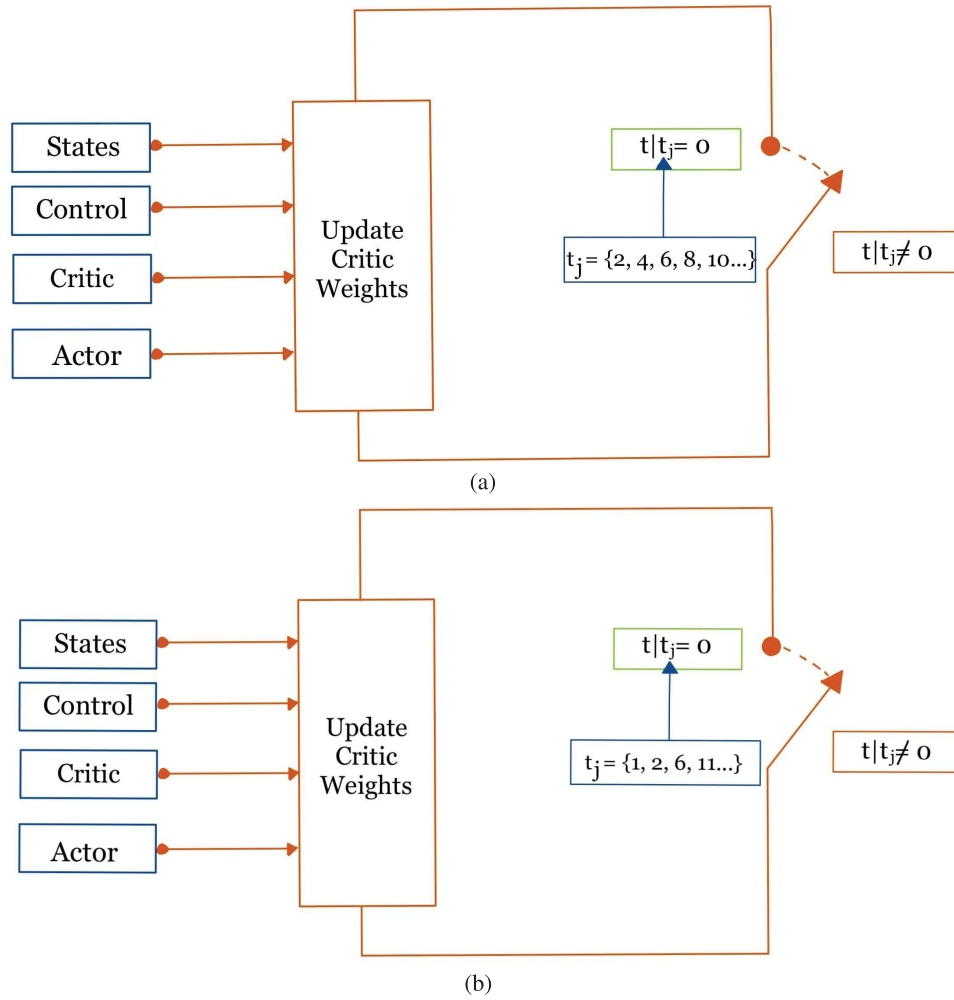 States
Control
Critic
Actor
Update
Critic
Weights
t|tj= 0
tj = {2, 4, 6, 8, 10...}
t|tj≠ 0
(a)
States
Control
Critic
Actor
Update
Critic
Weights
t|tj= 0
tj = {1, 2, 6, 11...}
t|tj≠ 0
(b)